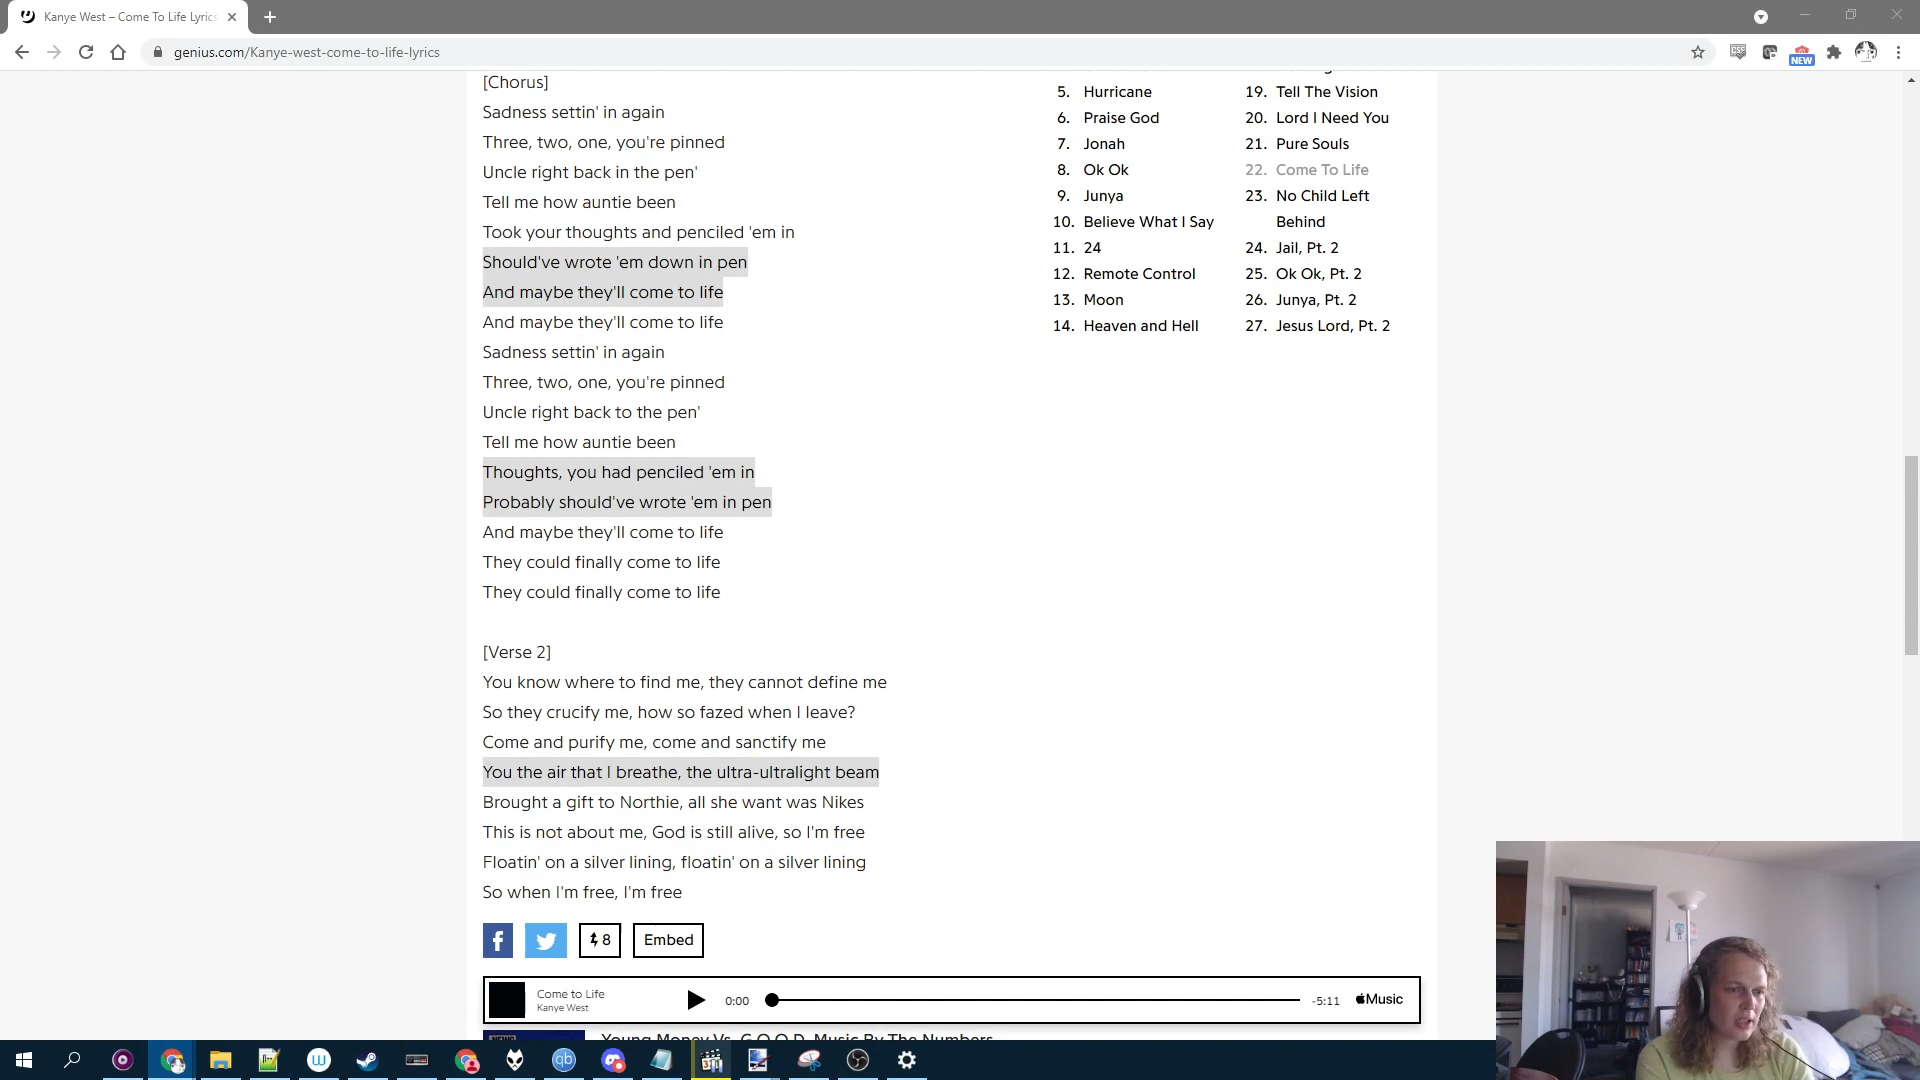 Kanye West – Come To Life Lyrics
genius.com/Kanye-west-come-to-life-lyrics
NEW
[Chorus]
Sadness settin' in again
Three, two, one, you're pinned
Uncle right back in the pen'
Tell me how auntie been
Took your thoughts and penciled 'em in
Should've wrote 'em down in pen
And maybe they'll come to life
And maybe they'll come to life
Sadness settin' in again
Three, two, one, you're pinned
Uncle right back to the pen'
Tell me how auntie been
Thoughts, you had penciled 'em in
Probably should've wrote 'em in pen
And maybe they'll come to life
They could finally come to life
They could finally come to life
[Verse 2]
You know where to find me, they cannot define me
So they crucify me, how so fazed when I leave?
Come and purify me, come and sanctify me
You the air that I breathe, the ultra-ultralight beam
Brought a gift to Northie, all she want was Nikes
This is not about me, God is still alive, so I'm free
Floatin' on a silver lining, floatin' on a silver lining
So when I'm free, I'm free
8
Embed
Come to Life
Kanye West
0:00
-5:11
Music
Young Money Vs. G.O.O.D. Music By The Numbers
5. Hurricane
6. Praise God
7. Jonah
8. Ok Ok
9. Junya
10. Believe What I Say
11. 24
12. Remote Control
13. Moon
14. Heaven and Hell
19. Tell The Vision
20. Lord I Need You
21. Pure Souls
22. Come To Life
23. No Child Left
Behind
24. Jail, Pt. 2
25. Ok Ok, Pt. 2
26. Junya, Pt. 2
27. Jesus Lord, Pt. 2